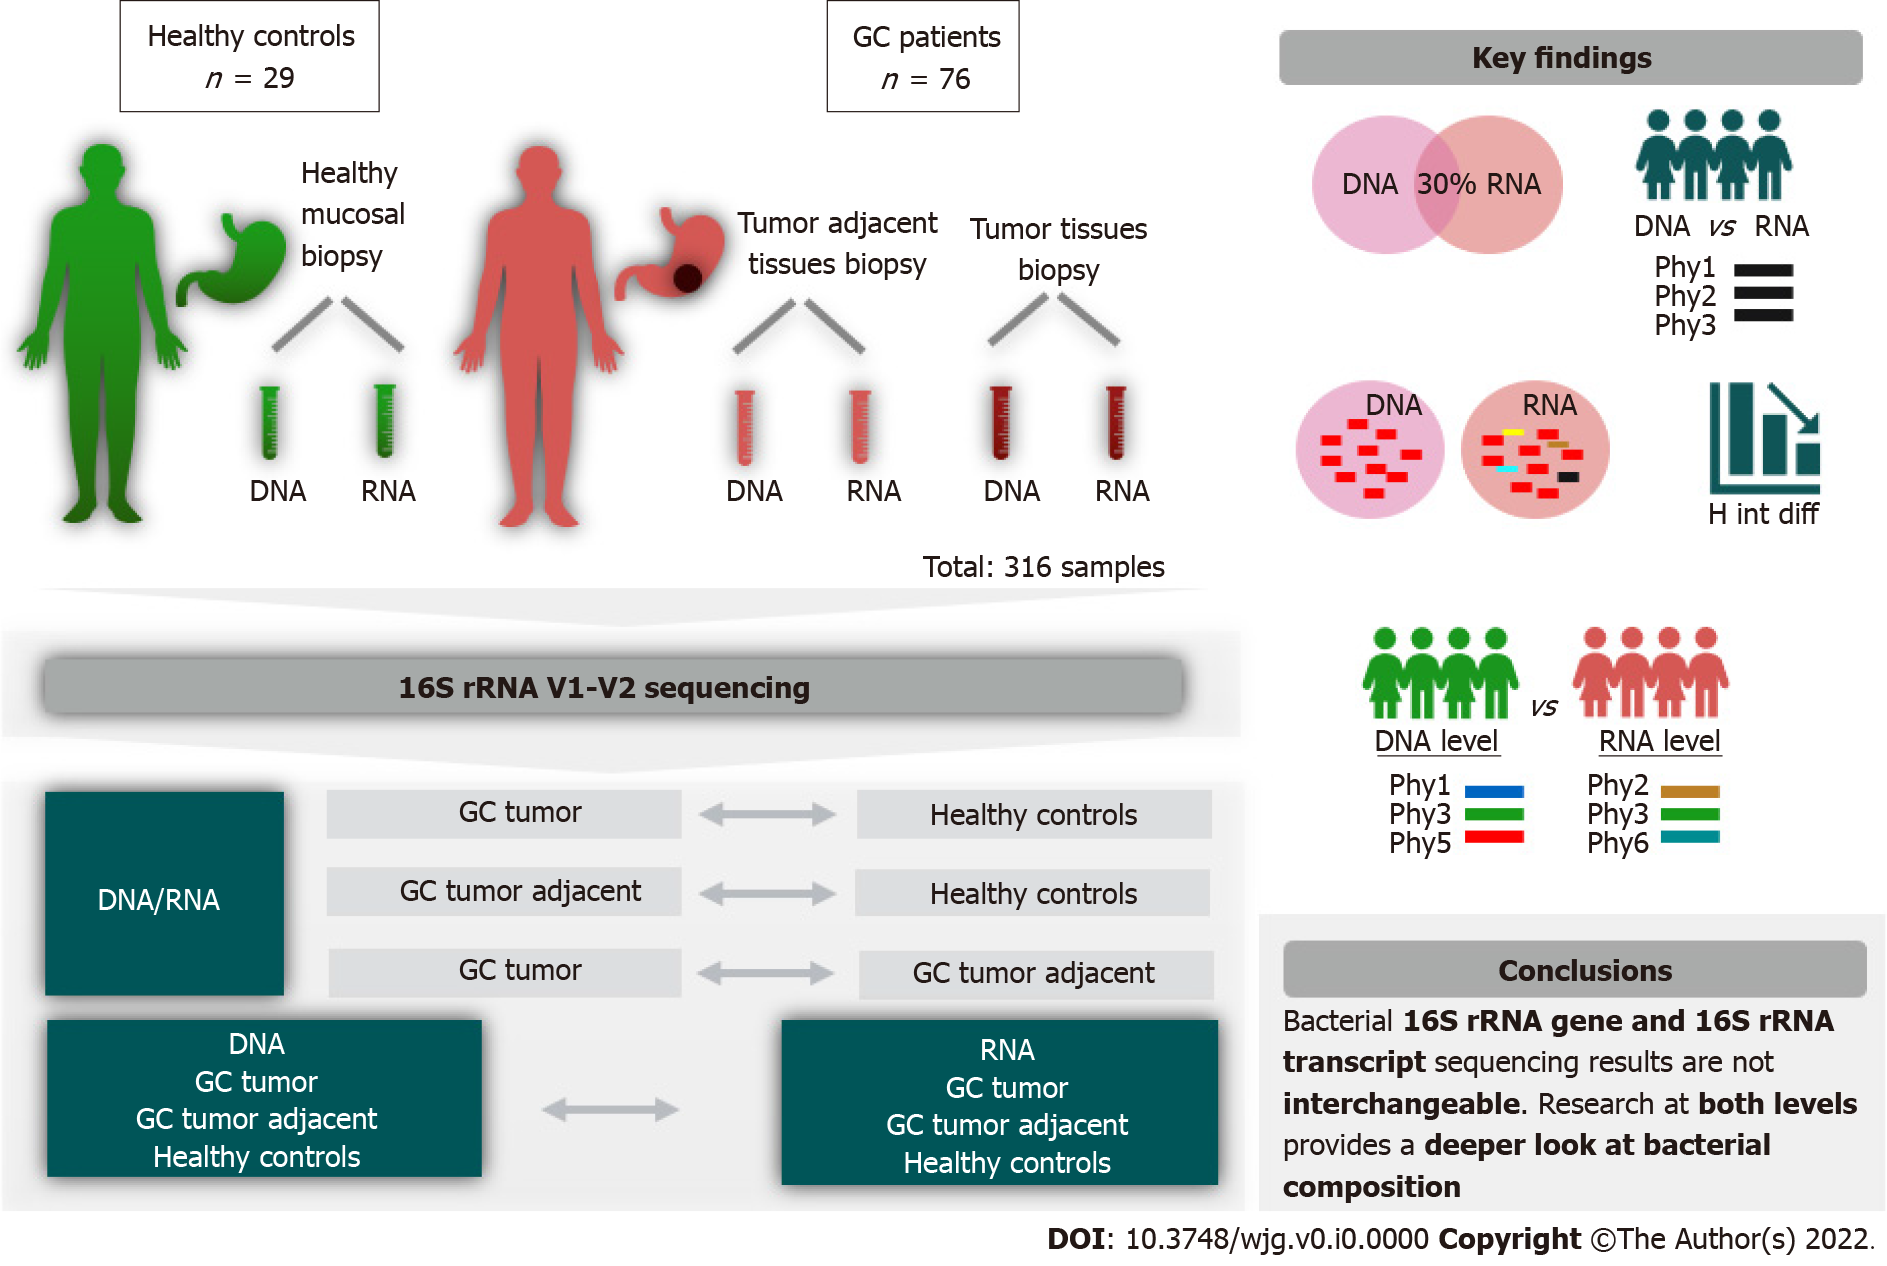 Healthy controls
n = 29
GC patients
n = 76
Healthy
mucosal
biopsy
Tumor adjacent
tissues biopsy
Tumor tissues
biopsy
DNA
RNA
DNA
RNA
DNA
RNA
Total: 316 samples
16S rRNA V1-V2 sequencing
DNA/RNA
GC tumor
Healthy controls
GC tumor adjacent
Healthy controls
GC tumor
GC tumor adjacent
DNA
GC tumor
GC tumor adjacent
Healthy controls
RNA
GC tumor
GC tumor adjacent
Healthy controls
Key findings
DNA 30% RNA
DNA vs RNA
Phy1
Phy2
Phy3
DNA
RNA
H int diff
vs
DNA level
Phy1
Phy3
Phy5
RNA level
Phy2
Phy3
Phy6
Conclusions
Bacterial 16S rRNA gene and 16S rRNA
transcript sequencing results are not
interchangeable. Research at both levels
provides a deeper look at bacterial
composition
DOI: 10.3748/wjg.v0.i0.0000 Copyright ©The Author(s) 2022.